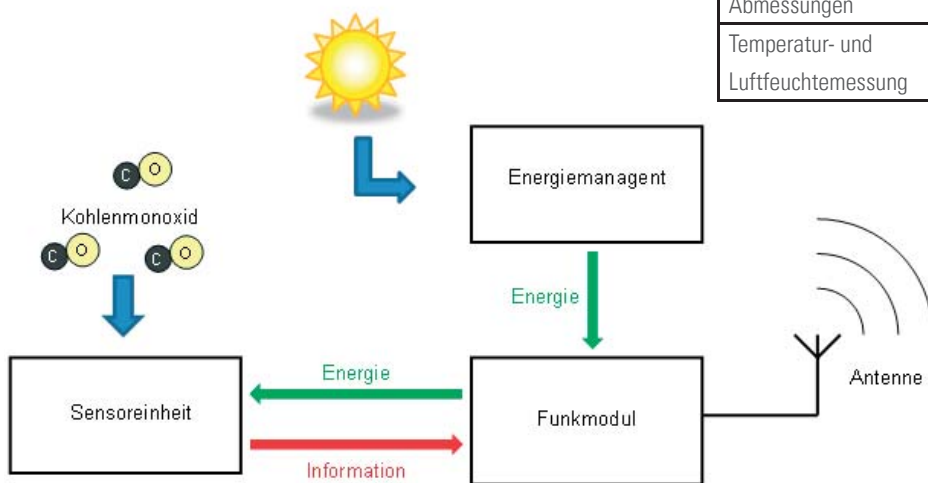 Abmessungen
Temperatur- und
Luftfeuchtemessung
Energiemanagent
C O
Kohlenmonoxid
C O
C O
Energie
Energie
Antenne
Sensoreinheit
Funkmodul
Information